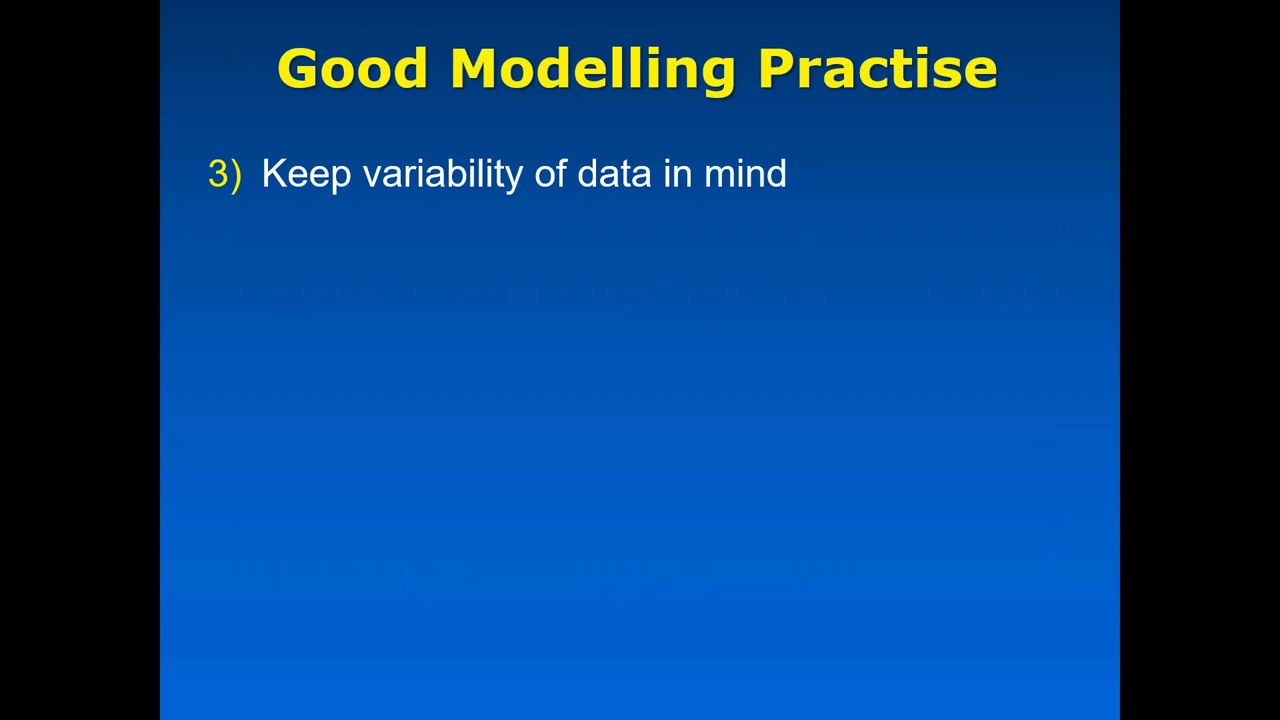 Good Modelling Practise
3) Keep variability of data in mind